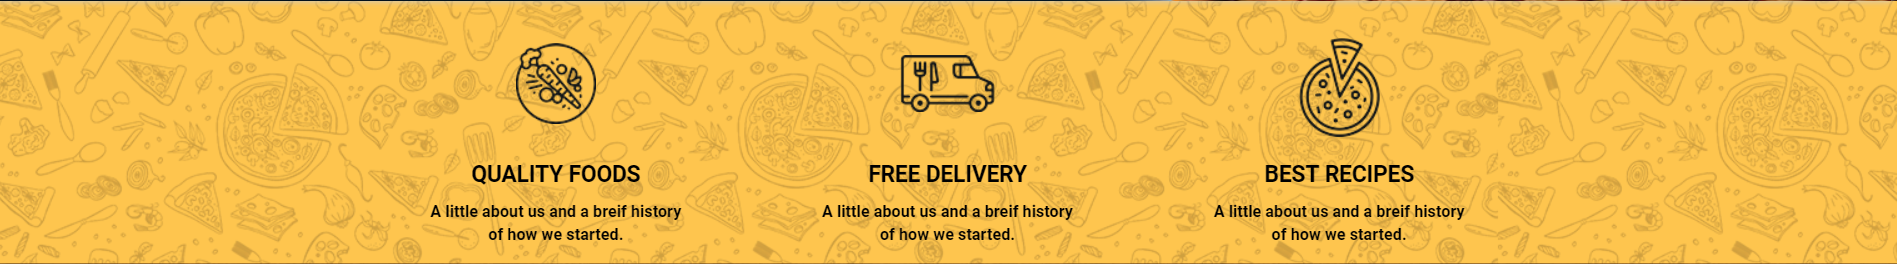 QUALITY FOODS
A little about us and a breif history
of how we started.
FREE DELIVERY
A little about us and a breif history
of how we started.
BEST RECIPES
A little about us and a breif history
of how we started.